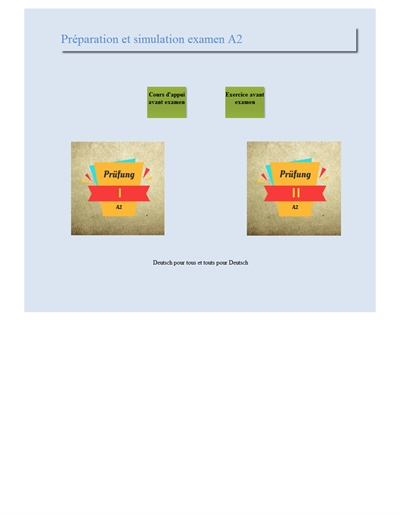 Préparation et simulation examen A2
Cours d'appui
avant examen
Exercice avant
examen
Prüfung
I
A2
Prüfung
II
A2
Deutsch pour tous et touts pour Deutsch